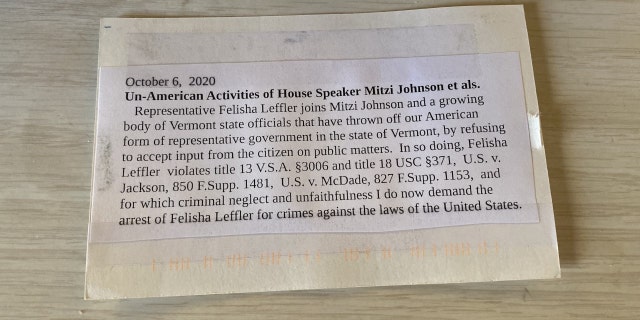 October 6, 2020
Un-American Activities of House Speaker Mitzi Johnson et als.
Representative Felisha Leffler joins Mitzi Johnson and a growing
body of Vermont state officials that have thrown off our American
form of representative government in the state of Vermont, by refusing
to accept input from the citizen on public matters. In so doing, Felisha
Leffler violates title 13 V.S.A. §3006 and title 18 USC §371, U.S. v.
Jackson, 850 F.Supp. 1481, U.S. v. McDade, 827 F.Supp. 1153, and
for which criminal neglect and unfaithfulness I do now demand the
arrest of Felisha Leffler for crimes against the laws of the United States.